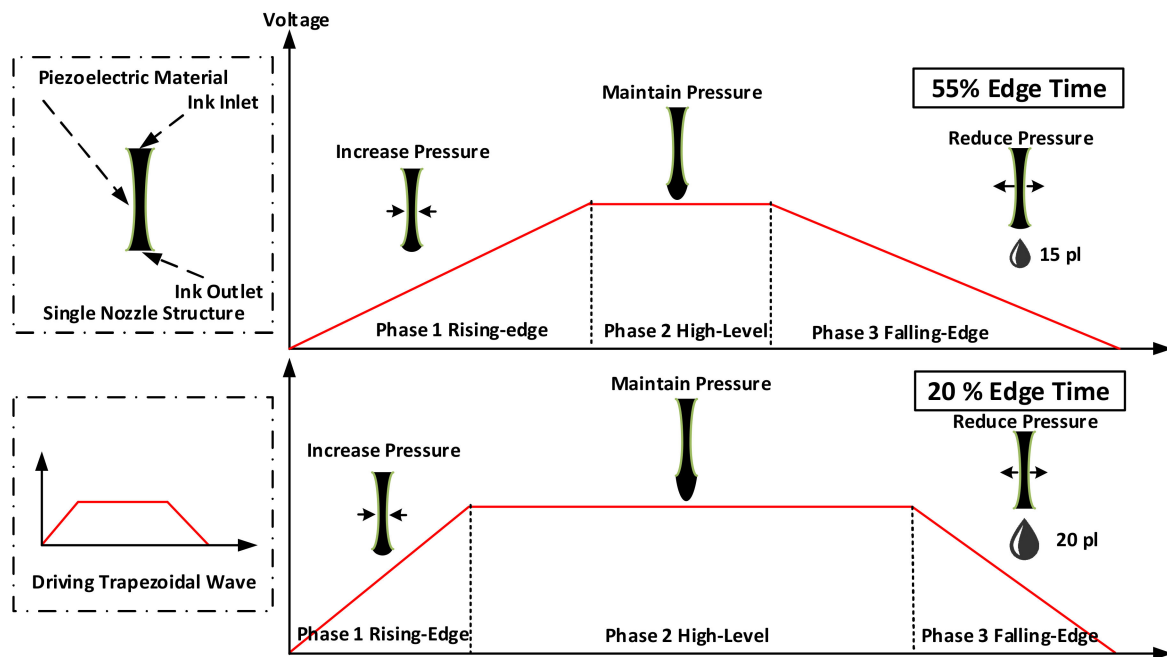 Voltage
Piezoelectric Material
Ink Inlet
Ink Outlet
Single Nozzle Structure
55% Edge Time
Maintain Pressure
Increase Pressure
Reduce Pressure
15 pl
Phase 1 Rising-edge
Phase 2 High-Level
Phase 3 Falling-Edge
Driving Trapezoidal Wave
20 % Edge Time
Maintain Pressure
Increase Pressure
Reduce Pressure
20 pl
Phase 1 Rising-Edge
Phase 2 High-Level
Phase 3 Falling-Edge